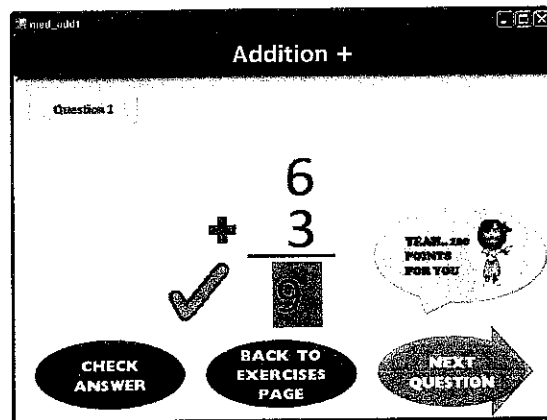 med_add1
Addition +
Question 1
6
+ 3
9
YEAH...
POINTS
FOR YOU
CHECK
ANSWER
BACK TO
EXERCISES
PAGE
NEXT
QUESTION